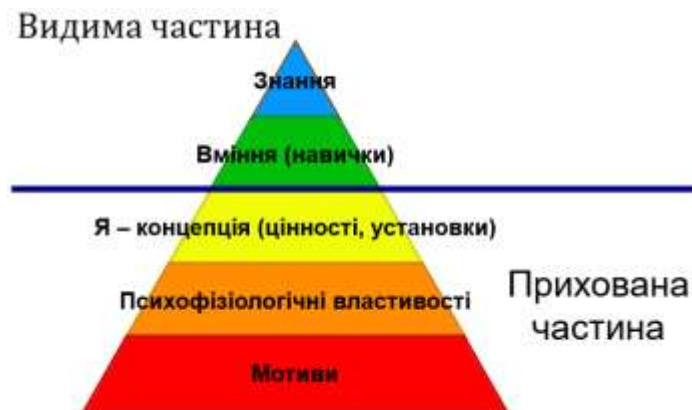 Видима частина
Знання
Вміння (навички)
Я – концепція (цінності, установки)
Психофізіологічні властивості
Прихована
частина
Мотиви